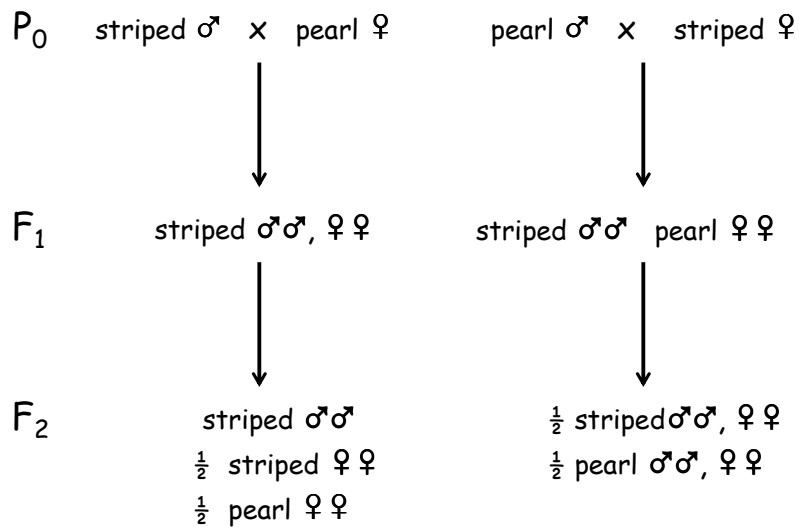 P₀ striped ♂ x pearl ♀ pearl ♂ x striped ♀
F₁ striped ♂♂, ♀♀ striped ♂♂ pearl ♀♀
F₂ striped ♂♂ ½ striped♂♂, ♀♀
½ striped ♀♀ ½ pearl ♂♂, ♀♀
½ pearl ♀♀